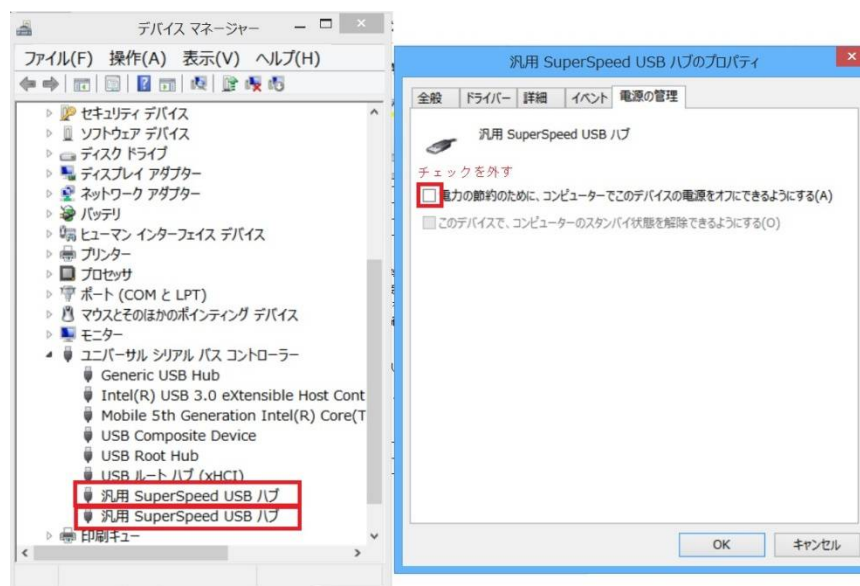 デバイス マネージャー
ファイル(F) 操作(A) 表示(V) ヘルプ(H)
セキュリティ デバイス
ソフトウェア デバイス
ディスク ドライブ
ディスプレイ アダプター
ネットワーク アダプター
バッテリ
ヒューマン インターフェイス デバイス
プリンター
プロセッサ
ポート (COM と LPT)
マウスとそのほかのポインティング デバイス
モニター
ユニバーサル シリアル バス コントローラー
Generic USB Hub
Intel(R) USB 3.0 eXtensible Host Cont
Mobile 5th Generation Intel(R) Core(T
USB Composite Device
USB Root Hub
USB ルート ハブ (xHCI)
汎用 SuperSpeed USB ハブ
汎用 SuperSpeed USB ハブ
印刷キュー
汎用 SuperSpeed USB ハブのプロパティ
全般 ドライバー 詳細 イベント 電源の管理
汎用 SuperSpeed USB ハブ
チェックを外す
電力の節約のために、コンピューターでこのデバイスの電源をオフにできるようにする(A)
このデバイスで、コンピューターのスタンバイ状態を解除できるようにする(O)
OK キャンセル